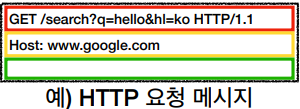 GET /search?q=hello&hl=ko HTTP/1.1
Host: www.google.com
예) HTTP 요청 메시지